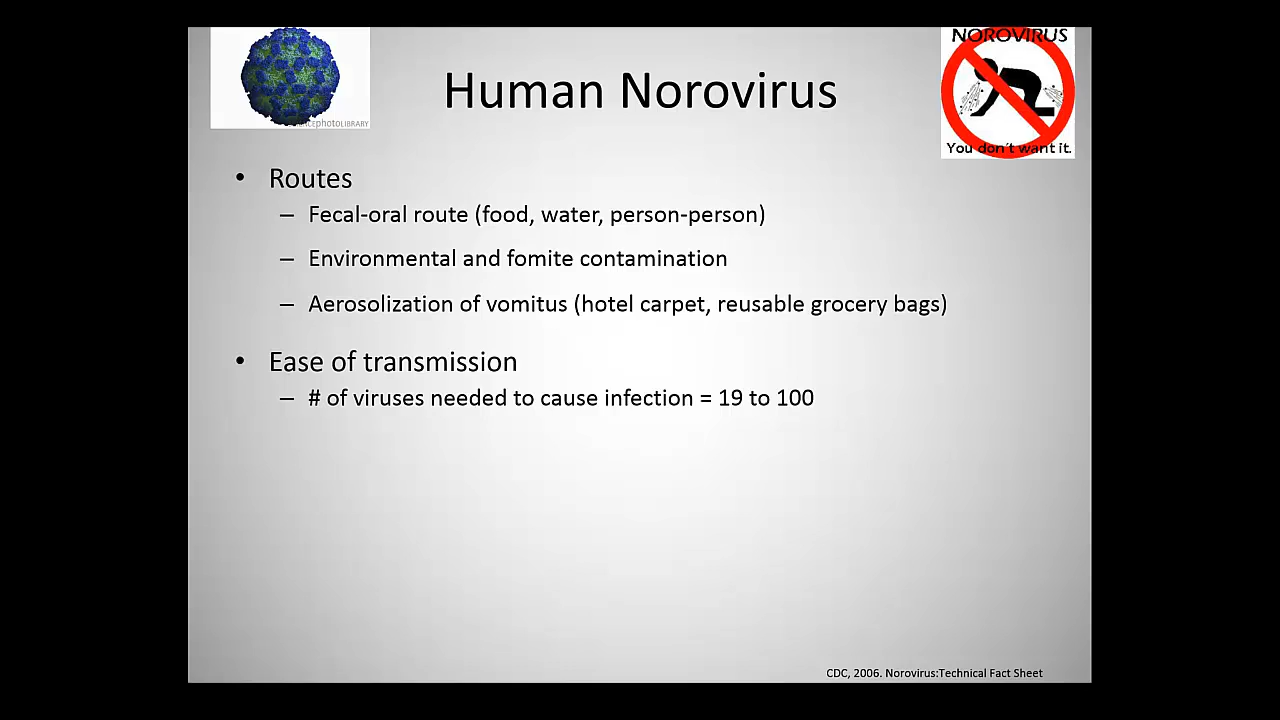 NOROVIRUS
Human Norovirus
photoLIBRARY
You don't want it.
• Routes
– Fecal-oral route (food, water, person-person)
– Environmental and fomite contamination
– Aerosolization of vomitus (hotel carpet, reusable grocery bags)
• Ease of transmission
– # of viruses needed to cause infection = 19 to 100
CDC, 2006. Norovirus:Technical Fact Sheet